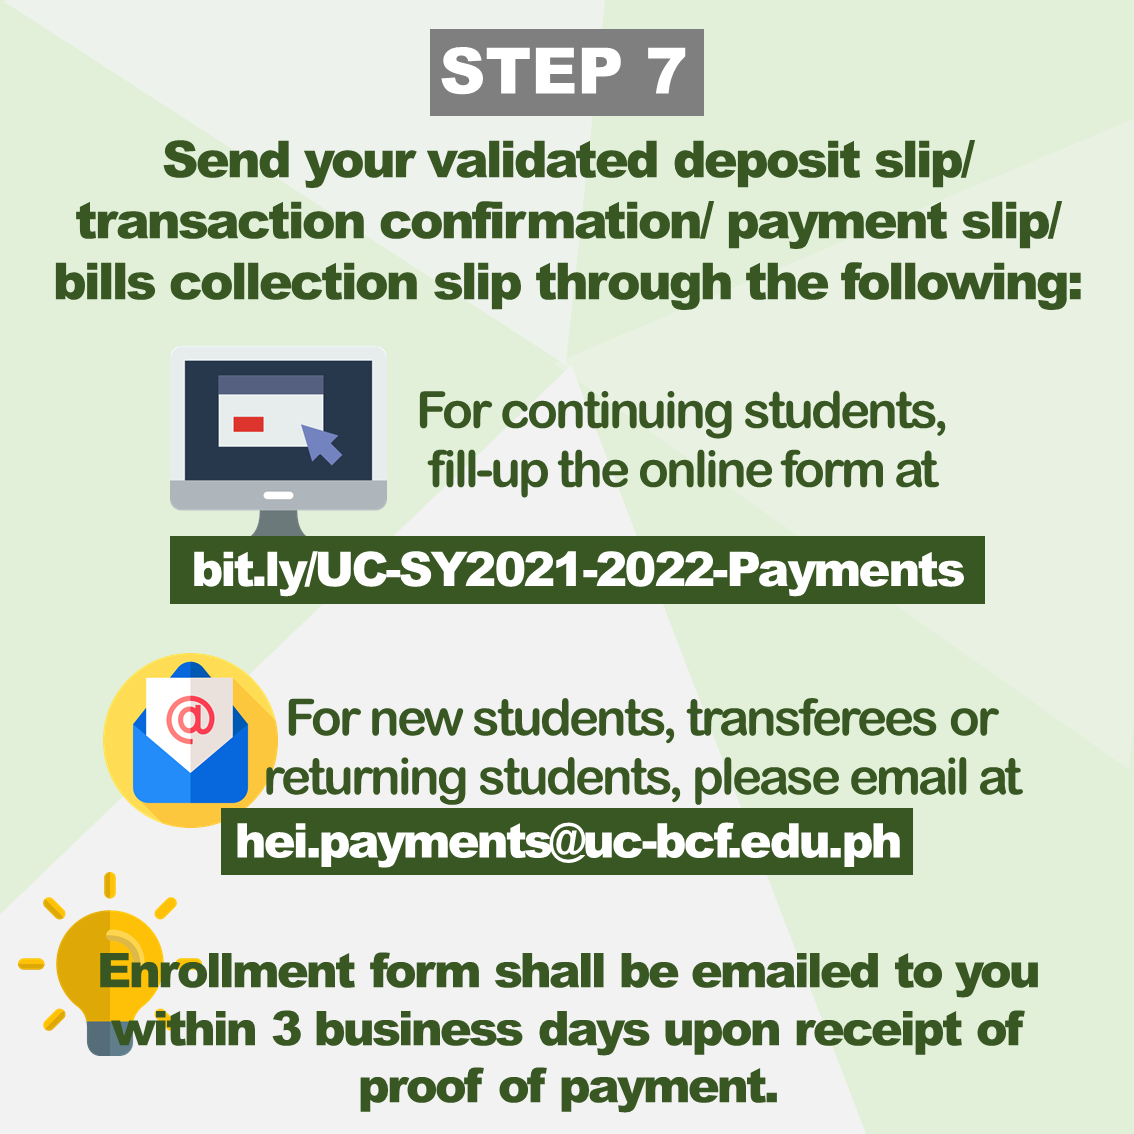 STEP 7
Send your validated deposit slip/
transaction confirmation/ payment slip/
bills collection slip through the following:
For continuing students,
fill-up the online form at
bit.ly/UC-SY2021-2022-Payments
@
For new students, transferees or
returning students, please email at
hei.payments@uc-bcf.edu.ph
Enrollment form shall be emailed to you
within 3 business days upon receipt of
proof of payment.